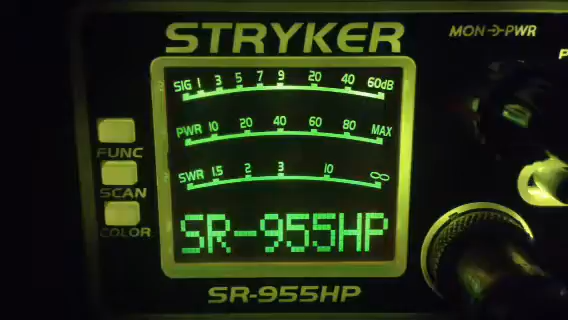 STRYKER
MON PWR
SIG 1 3 5 7 9 20 40 60dB
PWR 10 20 40 60 80 MAX
FUNC
SWR 1.5 2 3 10 ∞
SCAN
COLOR
SR-955HP
SR-955HP